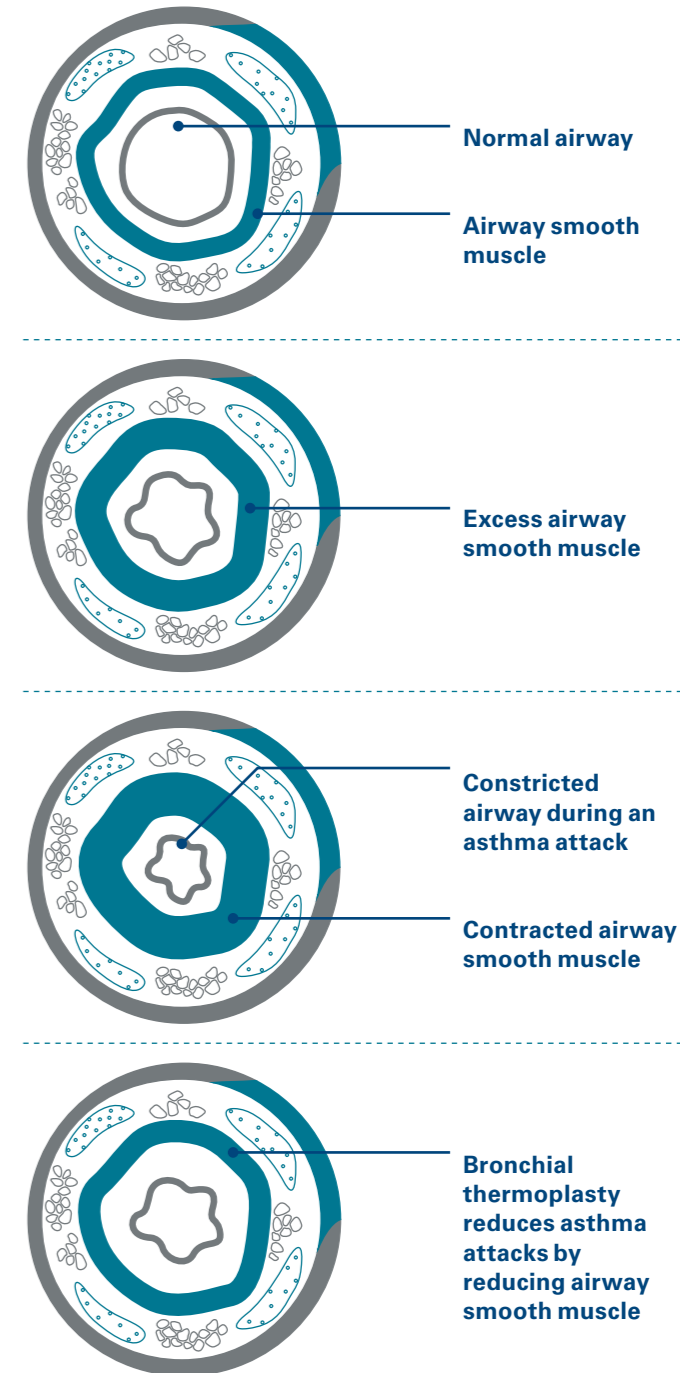 Normal airway
Airway smooth
muscle
Excess airway
smooth muscle
Constricted
airway during an
asthma attack
Contracted airway
smooth muscle
Bronchial
thermoplasty
reduces asthma
attacks by
reducing airway
smooth muscle